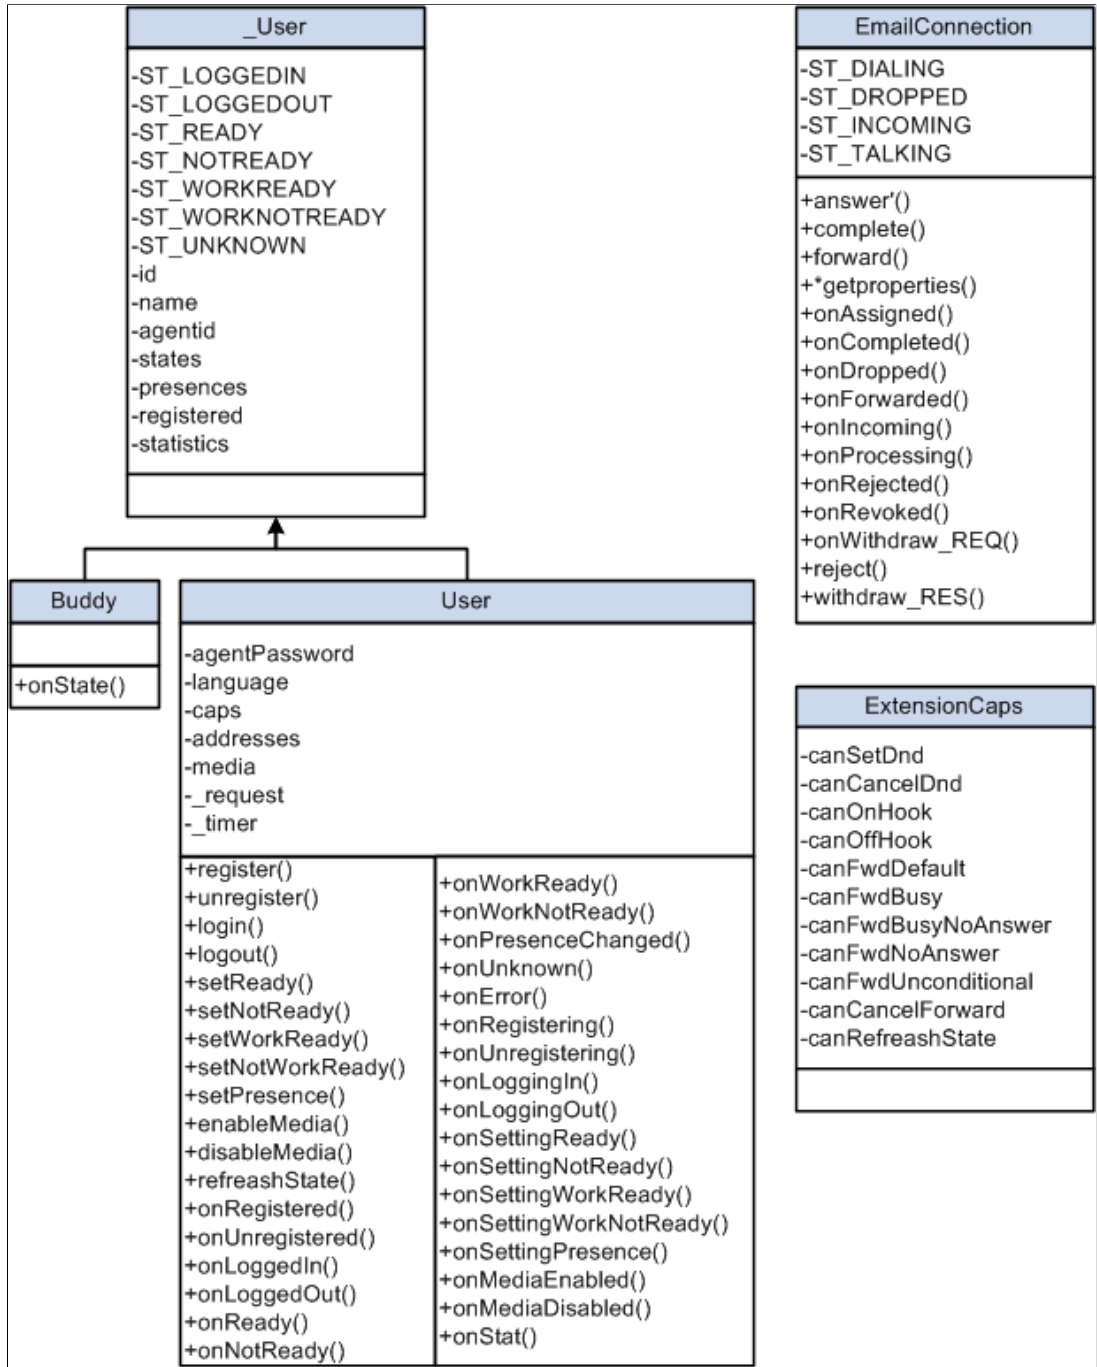 _User
-ST_LOGGEDIN
-ST_LOGGEDOUT
-ST_READY
-ST_NOTREADY
-ST_WORKREADY
-ST_WORKNOTREADY
-ST_UNKNOWN
-id
-name
-agentid
-states
-presences
-registered
-statistics
EmailConnection
-ST_DIALING
-ST_DROPPED
-ST_INCOMING
-ST_TALKING
+answer'()
+complete()
+forward()
+*getproperties()
+onAssigned()
+onCompleted()
+onDropped()
+onForwarded()
+onIncoming()
+onProcessing()
+onRejected()
+onRevoked()
+onWithdraw_REQ()
+reject()
+withdraw_RES()
Buddy
+onState()
User
-agentPassword
-language
-caps
-addresses
-media
-_request
-_timer
+register()
+unregister()
+login()
+logout()
+setReady()
+setNotReady()
+setWorkReady()
+setNotWorkReady()
+setPresence()
+enableMedia()
+disableMedia()
+refreashState()
+onRegistered()
+onUnregistered()
+onLoggedIn()
+onLoggedOut()
+onReady()
+onNotReady()
+onWorkReady()
+onWorkNotReady()
+onPresenceChanged()
+onUnknown()
+onError()
+onRegistering()
+onUnregistering()
+onLoggingIn()
+onLoggingOut()
+onSettingReady()
+onSettingNotReady()
+onSettingWorkReady()
+onSettingWorkNotReady()
+onSettingPresence()
+onMediaEnabled()
+onMediaDisabled()
+onStat()
ExtensionCaps
-canSetDnd
-canCancelDnd
-canOnHook
-canOffHook
-canFwdDefault
-canFwdBusy
-canFwdBusyNoAnswer
-canFwdNoAnswer
-canFwdUnconditional
-canCancelForward
-canRefreashState